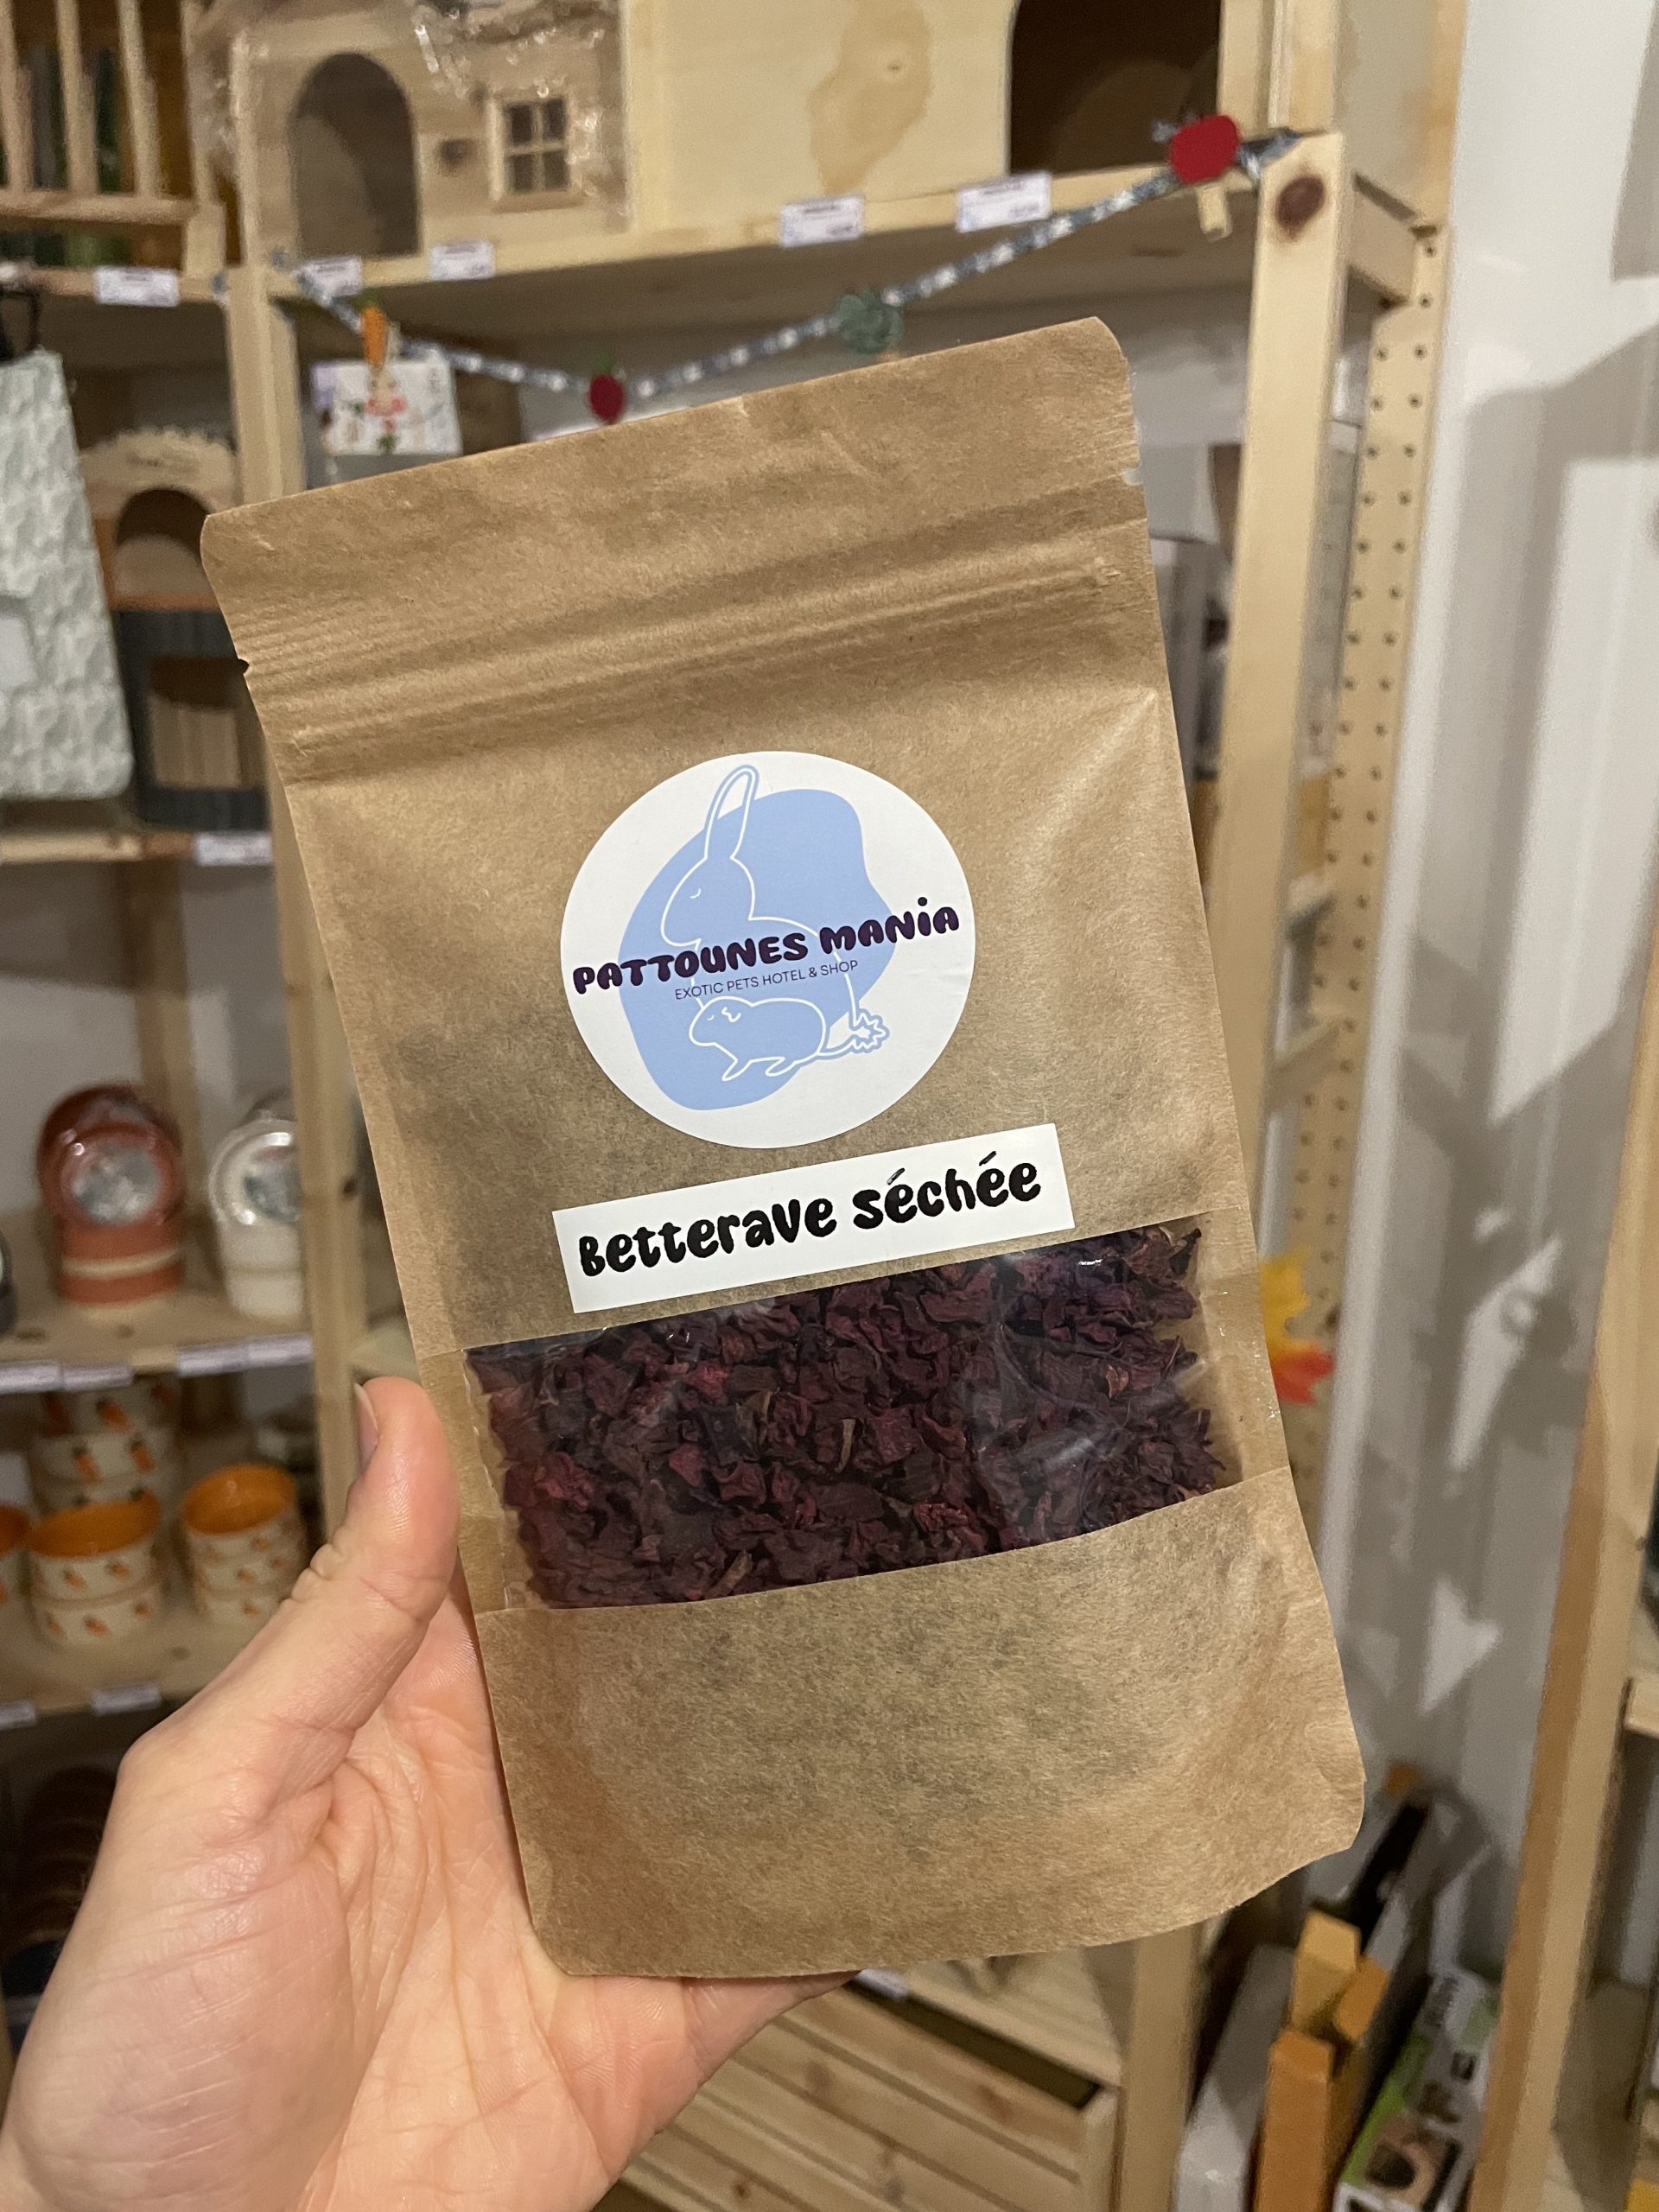 PATTOUNES MANIA
EXOTIC PETS HOTEL & SHOP
Betterave séchée